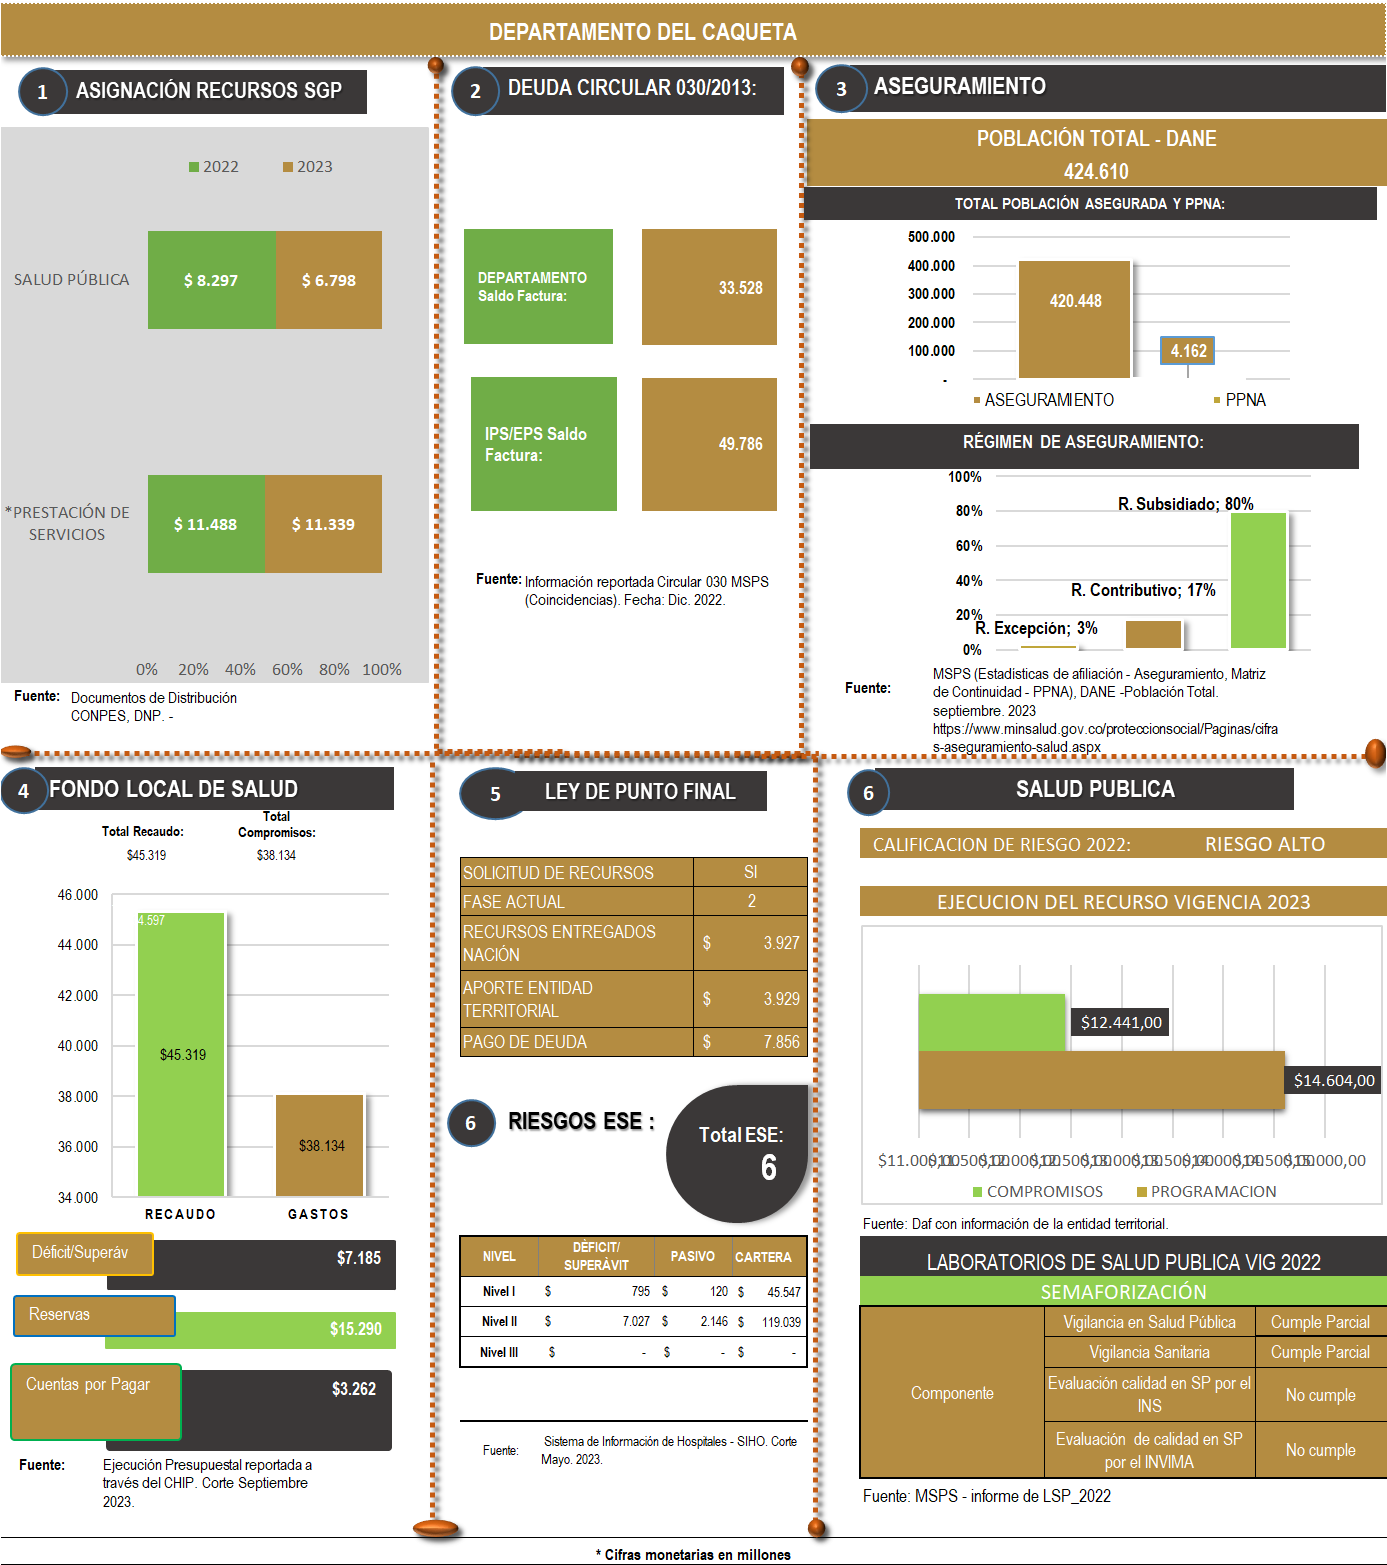 DEPARTAMENTO DEL CAQUETA
1
ASIGNACIÓN RECURSOS SGP
2022
2023
SALUD PÚBLICA
$ 8.297
$ 6.798
*PRESTACIÓN DE
SERVICIOS
$ 11.488
$ 11.339
0% 20% 40% 60% 80% 100%
Fuente:
Documentos de Distribución
CONPES, DNP. -
2
DEUDA CIRCULAR 030/2013:
DEPARTAMENTO
Saldo Factura:
33.528
IPS/EPS Saldo
Factura:
49.786
Fuente:
Información reportada Circular 030 MSPS
(Coincidencias). Fecha: Dic. 2022.
3
ASEGURAMIENTO
POBLACIÓN TOTAL - DANE
424.610
TOTAL POBLACIÓN ASEGURADA Y PPNA:
500.000
400.000
300.000
200.000
100.000
-
420.448
4.162
ASEGURAMIENTO
PPNA
RÉGIMEN DE ASEGURAMIENTO:
100%
80%
60%
40%
20%
0%
R. Subsidiado; 80%
R. Contributivo; 17%
R. Excepción; 3%
Fuente:
MSPS (Estadísticas de afiliación - Aseguramiento, Matriz
de Continuidad - PPNA), DANE -Población Total.
septiembre. 2023
https://www.minsalud.gov.co/proteccionsocial/Paginas/cifra
s-aseguramiento-salud.aspx
4
FONDO LOCAL DE SALUD
Total Recaudo:
Total
Compromisos:
$45.319
$38.134
46.000
44.000
42.000
40.000
38.000
36.000
34.000
4.597
$45.319
$38.134
RECAUDO
GASTOS
Déficit/Superáv
$7.185
Reservas
$15.290
Cuentas por Pagar
$3.262
Fuente:
Ejecución Presupuestal reportada a
través del CHIP. Corte Septiembre
2023.
5
LEY DE PUNTO FINAL
SOLICITUD DE RECURSOS SI
FASE ACTUAL 2
RECURSOS ENTREGADOS
NACIÓN
$ 3.927
APORTE ENTIDAD
TERRITORIAL
$ 3.929
PAGO DE DEUDA $ 7.856
6
RIESGOS ESE :
Total ESE:
6
NIVEL
DÈFICIT/
SUPERÀVIT
PASIVO
CARTERA
Nivel I $ 795 $ 120 $ 45.547
Nivel II $ 7.027 $ 2.146 $ 119.039
Nivel III $ - $ - $ -
Fuente:
Sistema de Información de Hospitales - SIHO. Corte
Mayo. 2023.
6
SALUD PUBLICA
CALIFICACION DE RIESGO 2022: RIESGO ALTO
EJECUCION DEL RECURSO VIGENCIA 2023
$12.441,00
$14.604,00
COMPROMISOS
PROGRAMACION
Fuente: Daf con información de la entidad territorial.
LABORATORIOS DE SALUD PUBLICA VIG 2022
SEMAFORIZACIÓN
Componente
Vigilancia en Salud Pública Cumple Parcial
Vigilancia Sanitaria Cumple Parcial
Evaluación calidad en SP por el
INS
No cumple
Evaluación de calidad en SP
por el INVIMA
No cumple
Fuente: MSPS - informe de LSP_2022
* Cifras monetarias en millones